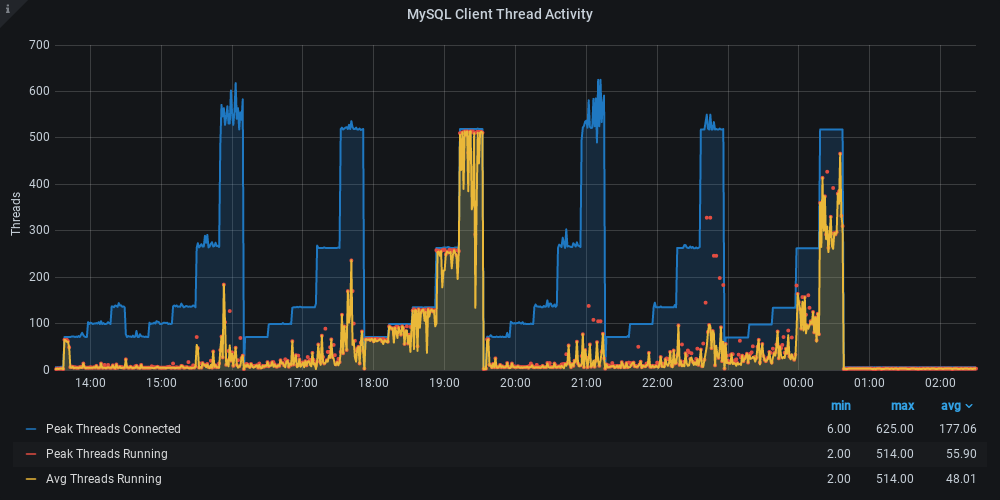 i
MySQL Client Thread Activity
700
600
500
400
300
200
100
0
Threads
14:00 15:00 16:00 17:00 18:00 19:00 20:00 21:00 22:00 23:00 00:00 01:00 02:00
min max avg
Peak Threads Connected 6.00 625.00 177.06
Peak Threads Running 2.00 514.00 55.90
Avg Threads Running 2.00 514.00 48.01